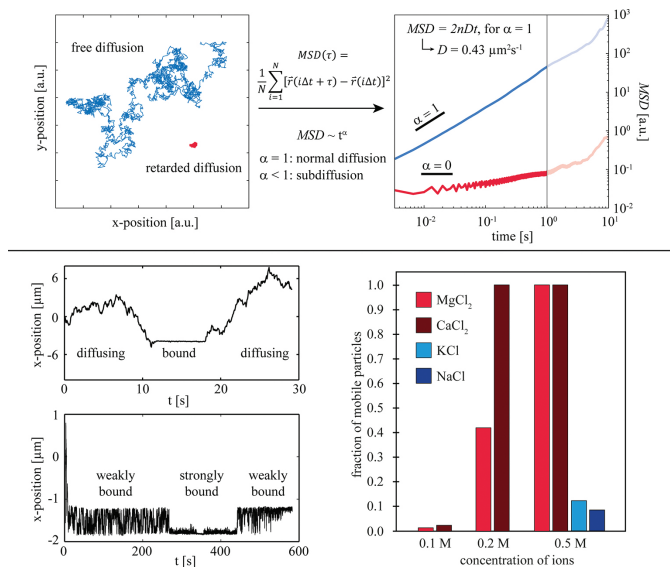 free diffusion
retarded diffusion
y-position [a.u.]
x-position [a.u.]
MSD(τ) =
1/N ∑ᵢ₌₁ᴺ [r⃗(iΔt + τ) − r⃗(iΔt)]²
MSD ~ t^α
α = 1: normal diffusion
α < 1: subdiffusion
MSD = 2nDt, for α = 1
D = 0.43 µm²s⁻¹
α = 1
α = 0
10³
10²
10¹
10⁰
10⁻¹
10⁻²
MSD [a.u.]
10⁻² 10⁻¹ 10⁰ 10¹
time [s]
x-position [µm]
6
2
-2
-6
diffusing bound diffusing
0 10 20 30
t [s]
x-position [µm]
1
0
-1
-2
weakly bound
strongly bound
weakly bound
0 200 400 600
t [s]
fraction of mobile particles
1.0
0.9
0.8
0.7
0.6
0.5
0.4
0.3
0.2
0.1
0.0
MgCl₂
CaCl₂
KCl
NaCl
0.1 M 0.2 M 0.5 M
concentration of ions